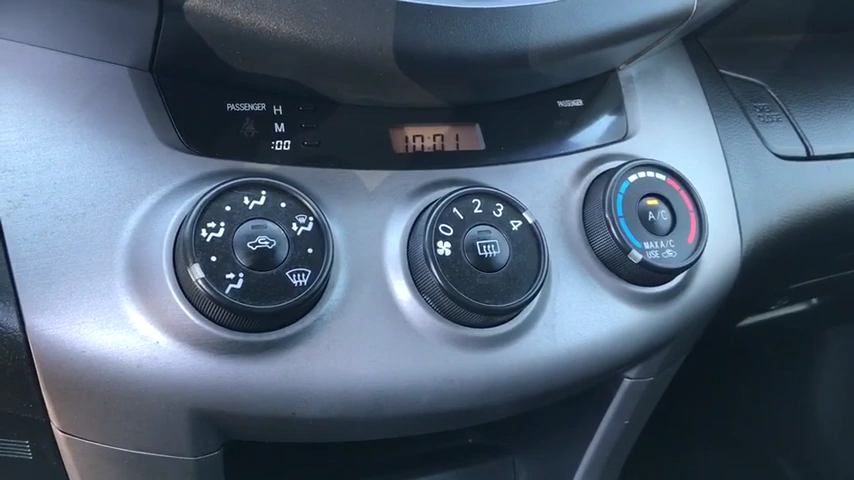 PASSENGER H
M
:00
10:01
PASSENGER
0 1 2 3 4
A/C
MAX A/C
USE